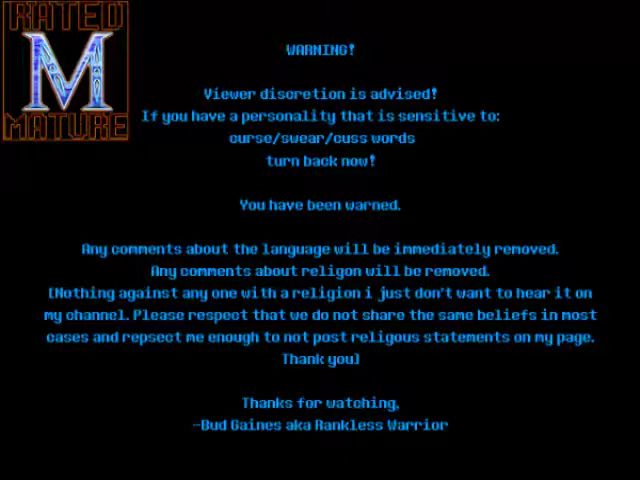 RATED
M
MATURE
WARNING!
Viewer discretion is advised!
If you have a personality that is sensitive to:
curse/swear/cuss words
turn back now!
You have been warned.
Any comments about the language will be immediately removed.
Any comments about religon will be removed.
[Nothing against any one with a religion i just don't want to hear it on
my channel. Please respect that we do not share the same beliefs in most
cases and repsect me enough to not post religous statements on my page.
Thank you]
Thanks for watching,
-Bud Gaines aka Rankless Warrior